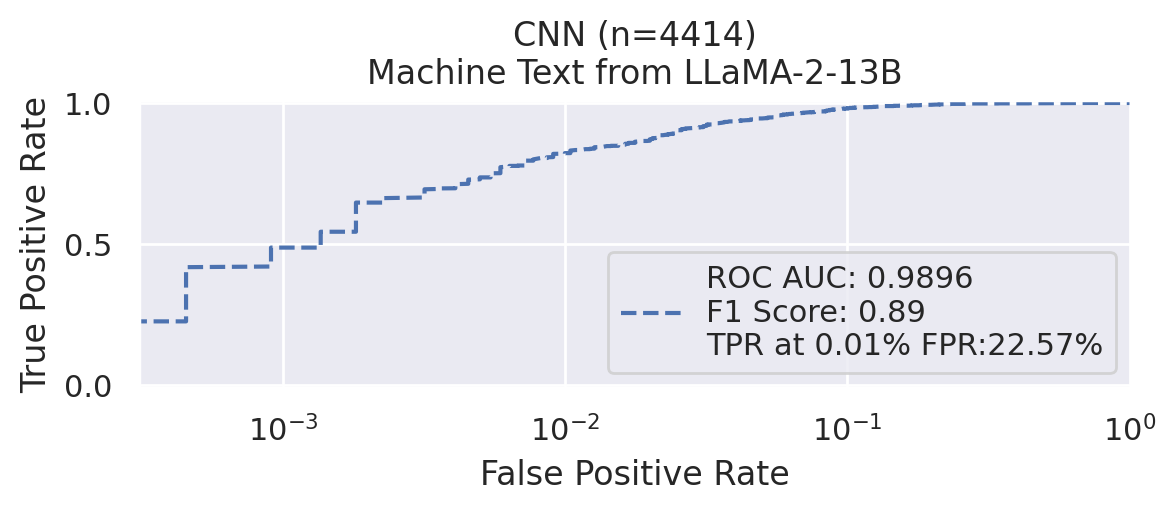 CNN (n=4414)
Machine Text from LLaMA-2-13B
True Positive Rate
1.0
0.5
0.0
ROC AUC: 0.9896
F1 Score: 0.89
TPR at 0.01% FPR:22.57%
10⁻³ 10⁻² 10⁻¹ 10⁰
False Positive Rate